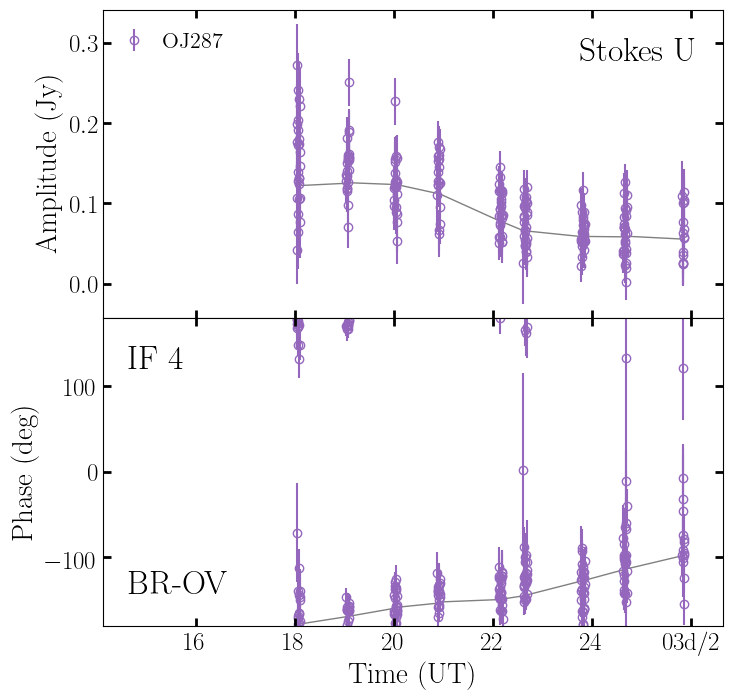 OJ287
Stokes U
Amplitude (Jy)
0.3
0.2
0.1
0.0
IF 4
BR-OV
Phase (deg)
100
0
−100
16 18 20 22 24 03d/2
Time (UT)